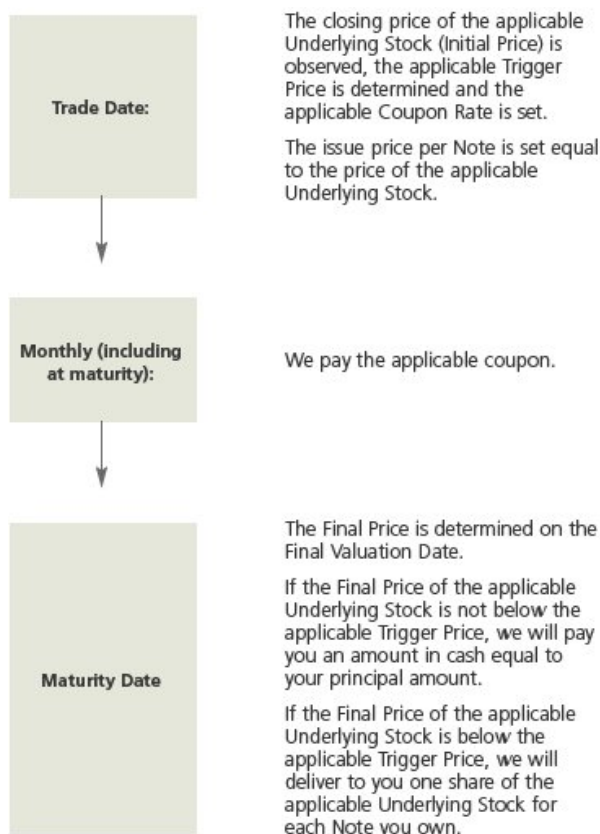 Trade Date:
The closing price of the applicable
Underlying Stock (Initial Price) is
observed, the applicable Trigger
Price is determined and the
applicable Coupon Rate is set.
The issue price per Note is set equal
to the price of the applicable
Underlying Stock.
Monthly (including
at maturity):
We pay the applicable coupon.
Maturity Date
The Final Price is determined on the
Final Valuation Date.
If the Final Price of the applicable
Underlying Stock is not below the
applicable Trigger Price, we will pay
you an amount in cash equal to
your principal amount.
If the Final Price of the applicable
Underlying Stock is below the
applicable Trigger Price, we will
deliver to you one share of the
applicable Underlying Stock for
each Note you own.